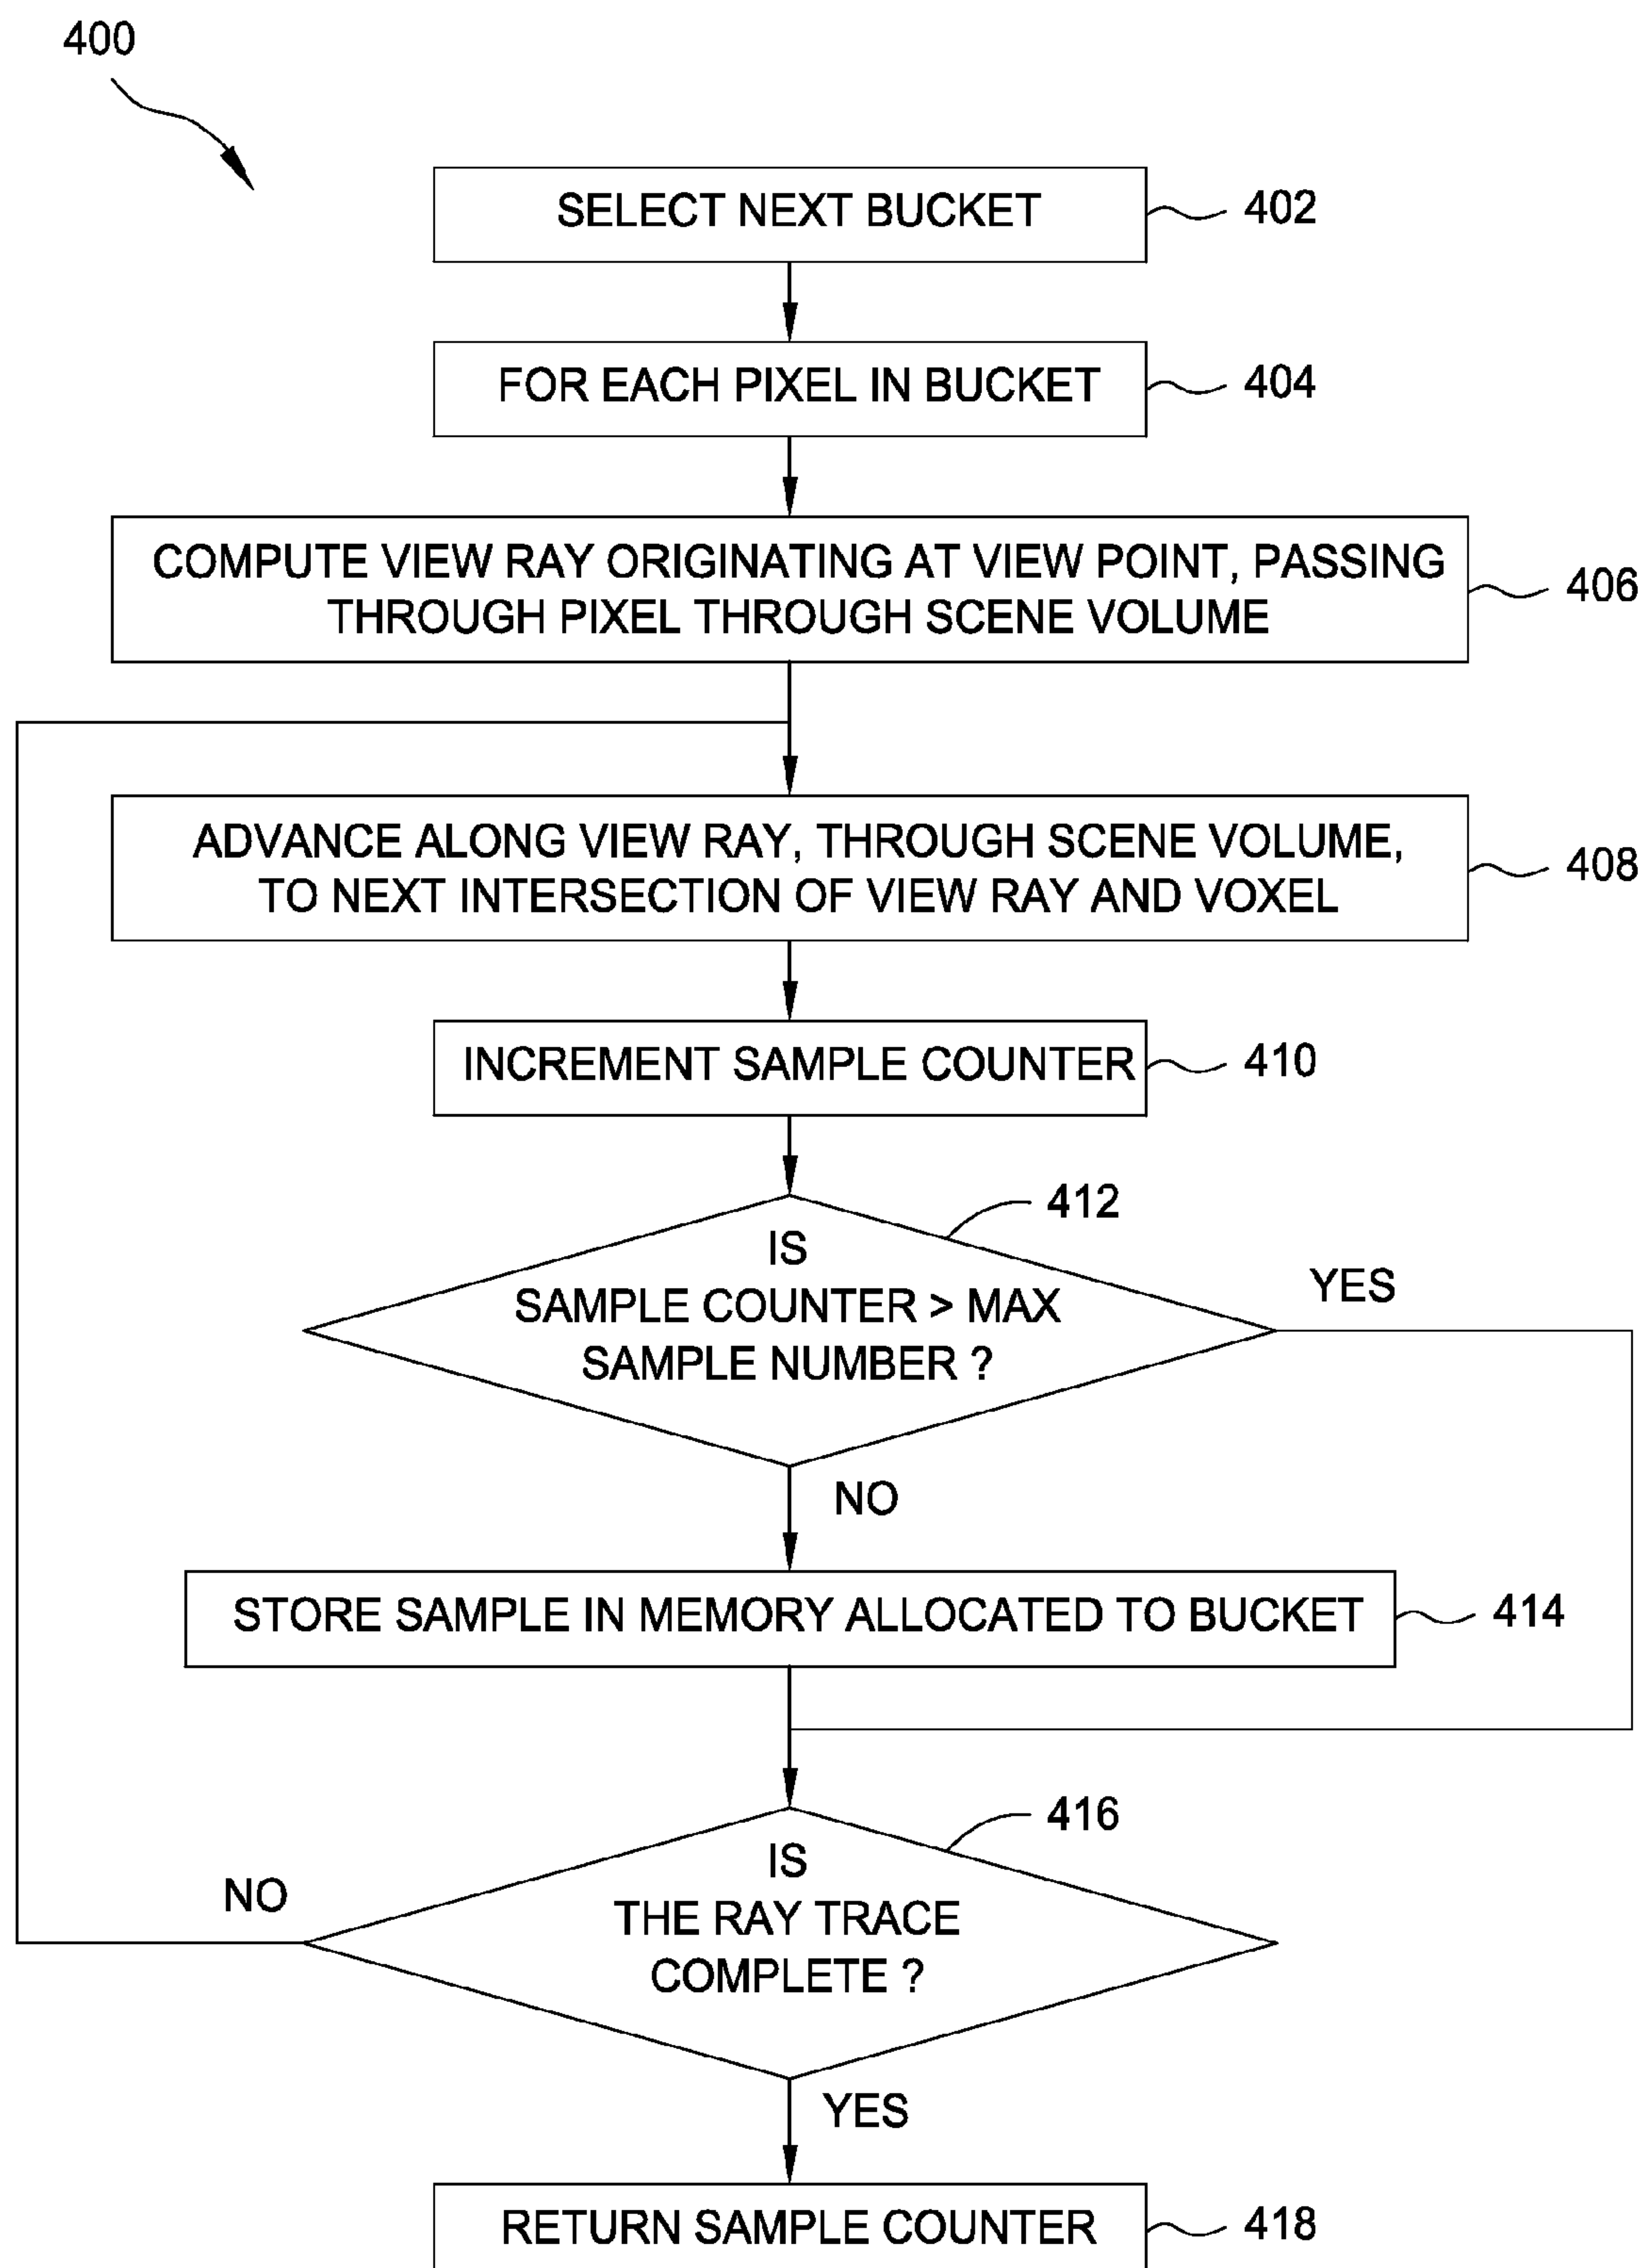 400
SELECT NEXT BUCKET
402
FOR EACH PIXEL IN BUCKET
404
COMPUTE VIEW RAY ORIGINATING AT VIEW POINT, PASSING
THROUGH PIXEL THROUGH SCENE VOLUME
406
ADVANCE ALONG VIEW RAY, THROUGH SCENE VOLUME,
TO NEXT INTERSECTION OF VIEW RAY AND VOXEL
408
INCREMENT SAMPLE COUNTER
410
412
IS
SAMPLE COUNTER > MAX
SAMPLE NUMBER ?
YES
NO
STORE SAMPLE IN MEMORY ALLOCATED TO BUCKET
414
416
IS
THE RAY TRACE
COMPLETE ?
NO
YES
RETURN SAMPLE COUNTER
418